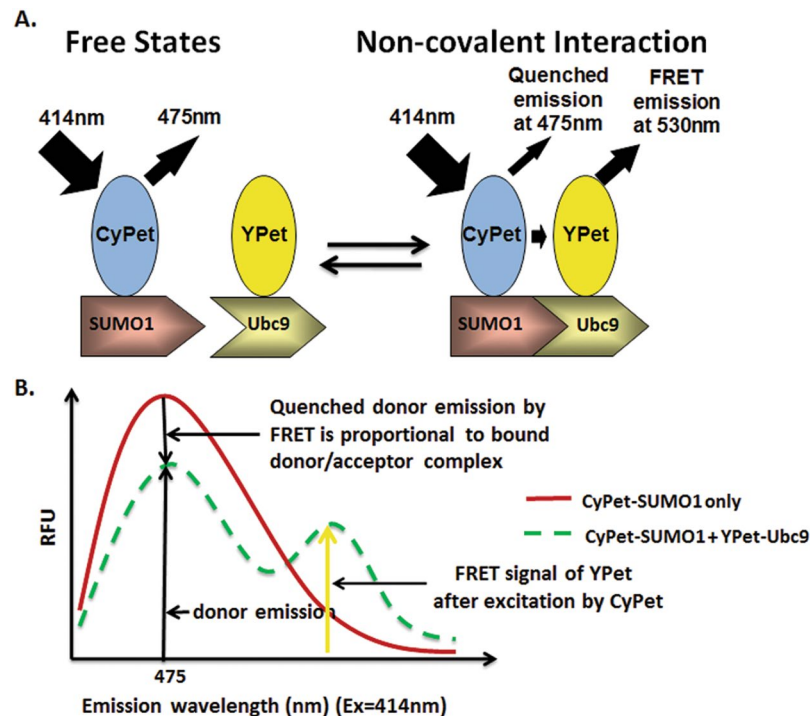 A.
Free States
Non-covalent Interaction
414nm
475nm
414nm
Quenched
emission
at 475nm
FRET
emission
at 530nm
CyPet
YPet
CyPet
YPet
SUMO1
Ubc9
SUMO1
Ubc9
B.
Quenched donor emission by
FRET is proportional to bound
donor/acceptor complex
CyPet-SUMO1 only
CyPet-SUMO1+YPet-Ubc9
RFU
FRET signal of YPet
after excitation by CyPet
donor emission
475
Emission wavelength (nm) (Ex=414nm)